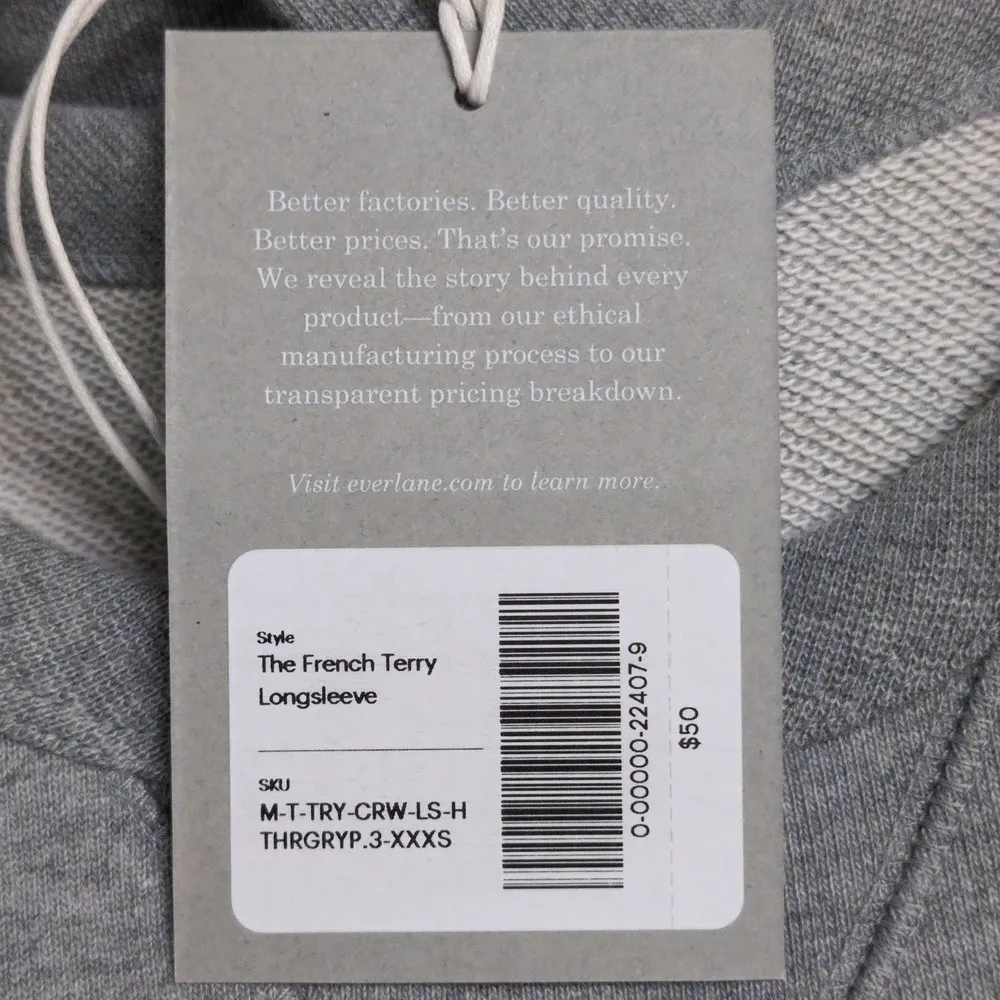 Better factories. Better quality.
Better prices. That's our promise.
We reveal the story behind every
product—from our ethical
manufacturing process to our
transparent pricing breakdown.
Visit everlane.com to learn more.
Style
The French Terry
Longsleeve
SKU
M-T-TRY-CRW-LS-H
THRGRYP.3-XXXS
0-00000-22407-9
$50